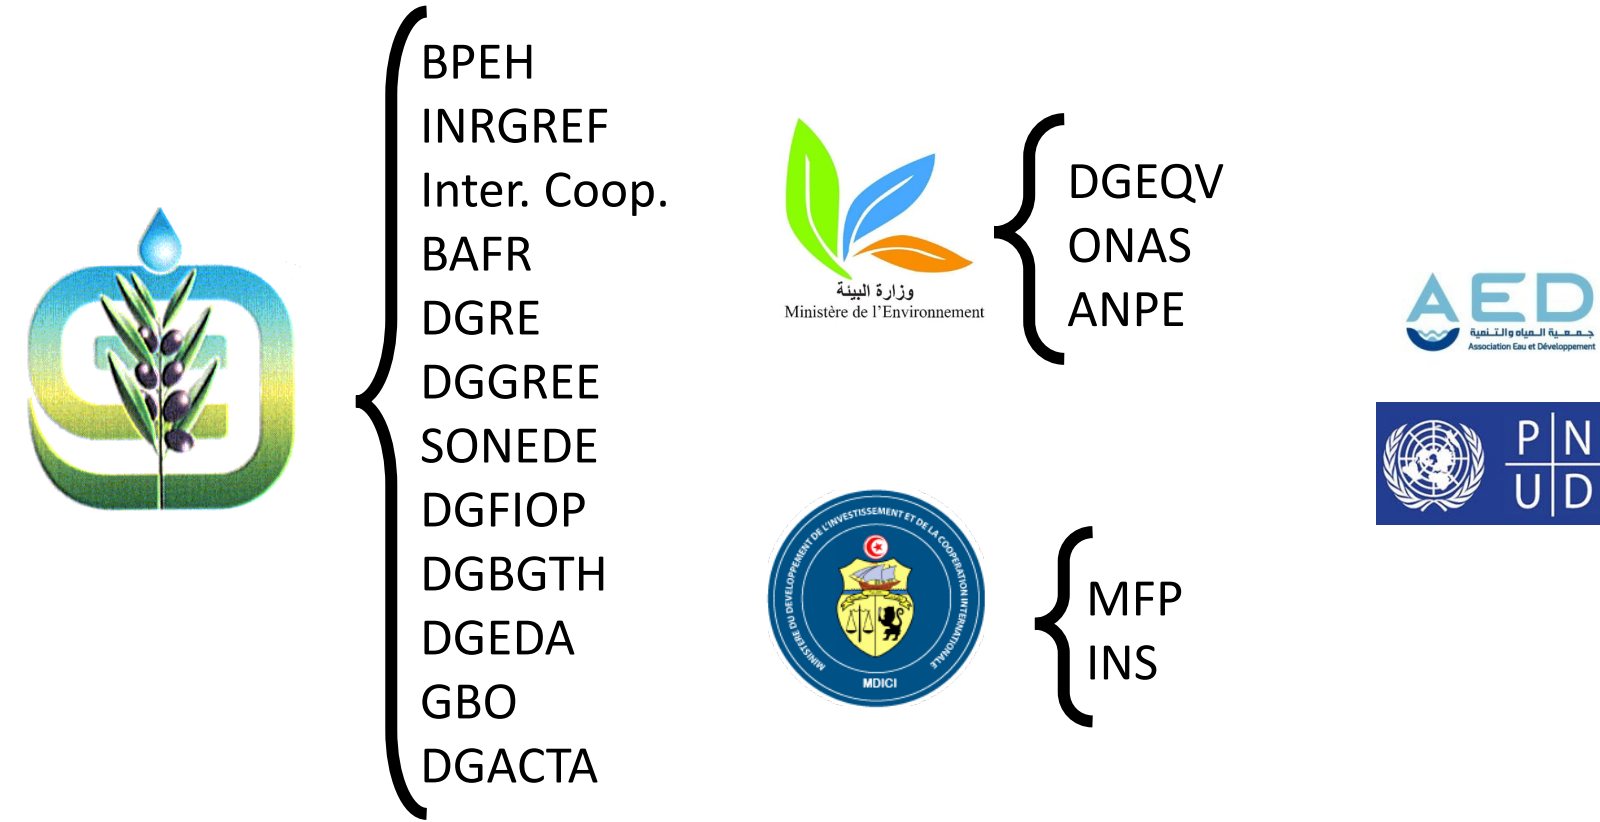 BPEH
INRGREF
Inter. Coop.
BAFR
DGRE
DGGREE
SONEDE
DGFIOP
DGBGTH
DGEDA
GBO
DGACTA
وزارة البيئة
Ministère de l'Environnement
DGEQV
ONAS
ANPE
MINISTERE DU DEVELOPPEMENT DE L'INVESTISSEMENT ET DE LA COOPERATION INTERNATIONALE
MDICI
MFP
INS
AED
جمعية المياه والتنمية
Association Eau et Développement
P N
U D